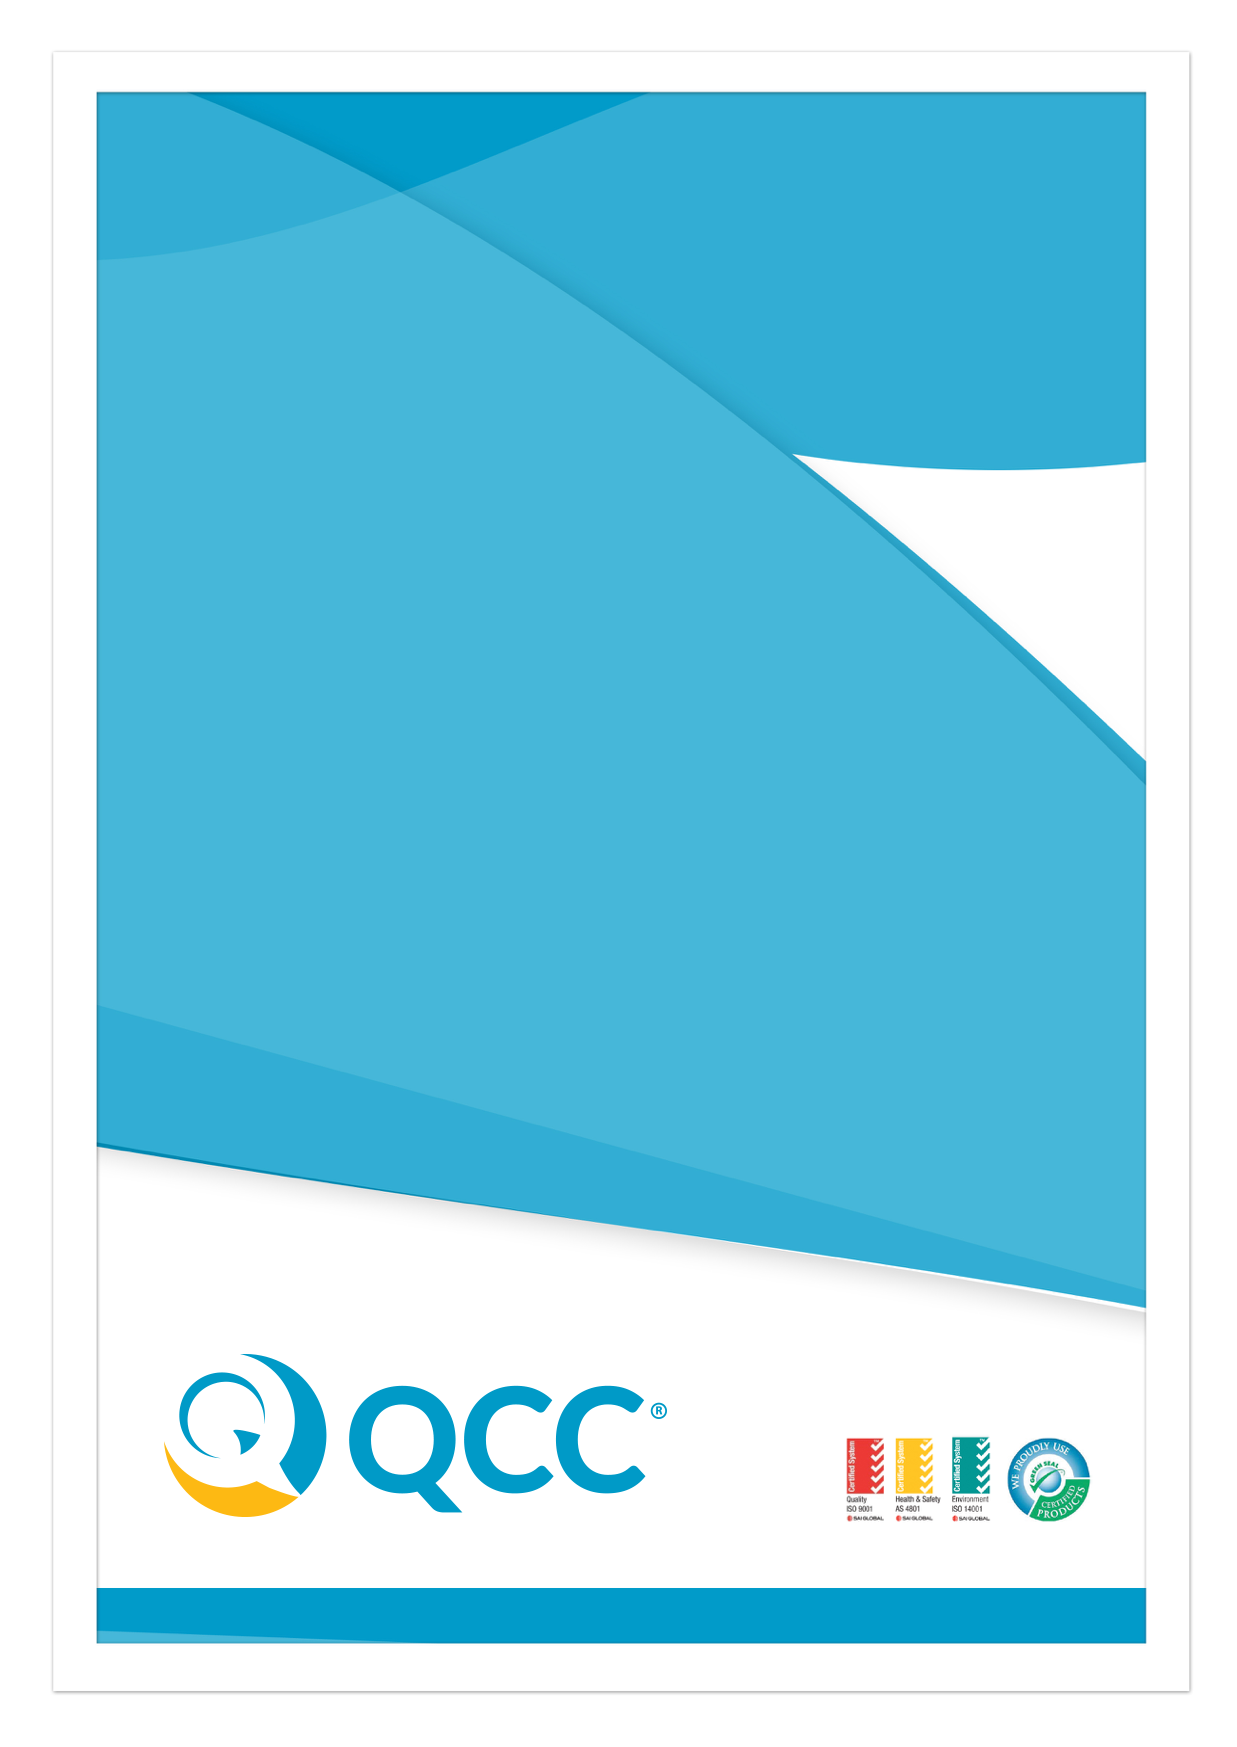 QCC®
Certified System
Certified System
Certified System
Quality
ISO 9001
SAI GLOBAL
Health & Safety
AS 4801
SAI GLOBAL
Environment
ISO 14001
SAI GLOBAL
WE PROUDLY USE
GREEN SEAL
CERTIFIED
PRODUCTS